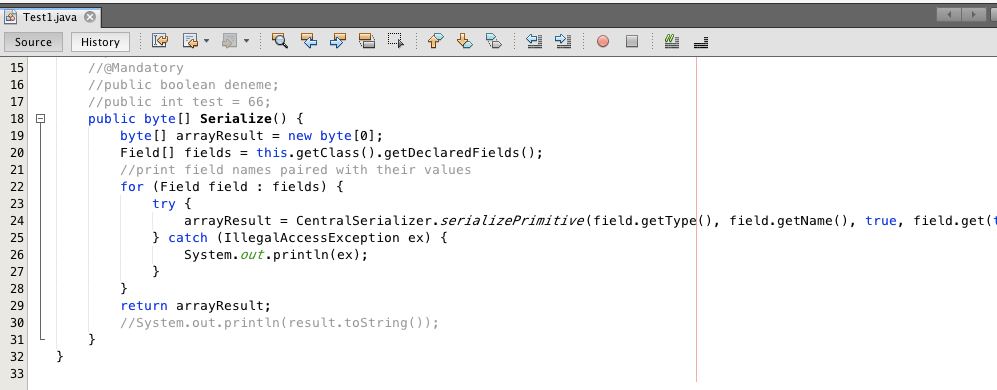 Test1.java
Source History
15 //@Mandatory
16 //public boolean deneme;
17 //public int test = 66;
18 public byte[] Serialize() {
19 byte[] arrayResult = new byte[0];
20 Field[] fields = this.getClass().getDeclaredFields();
21 //print field names paired with their values
22 for (Field field : fields) {
23 try {
24 arrayResult = CentralSerializer.serializePrimitive(field.getType(), field.getName(), true, field.get(t
25 } catch (IllegalAccessException ex) {
26 System.out.println(ex);
27 }
28 }
29 return arrayResult;
30 //System.out.println(result.toString());
31 }
32 }
33